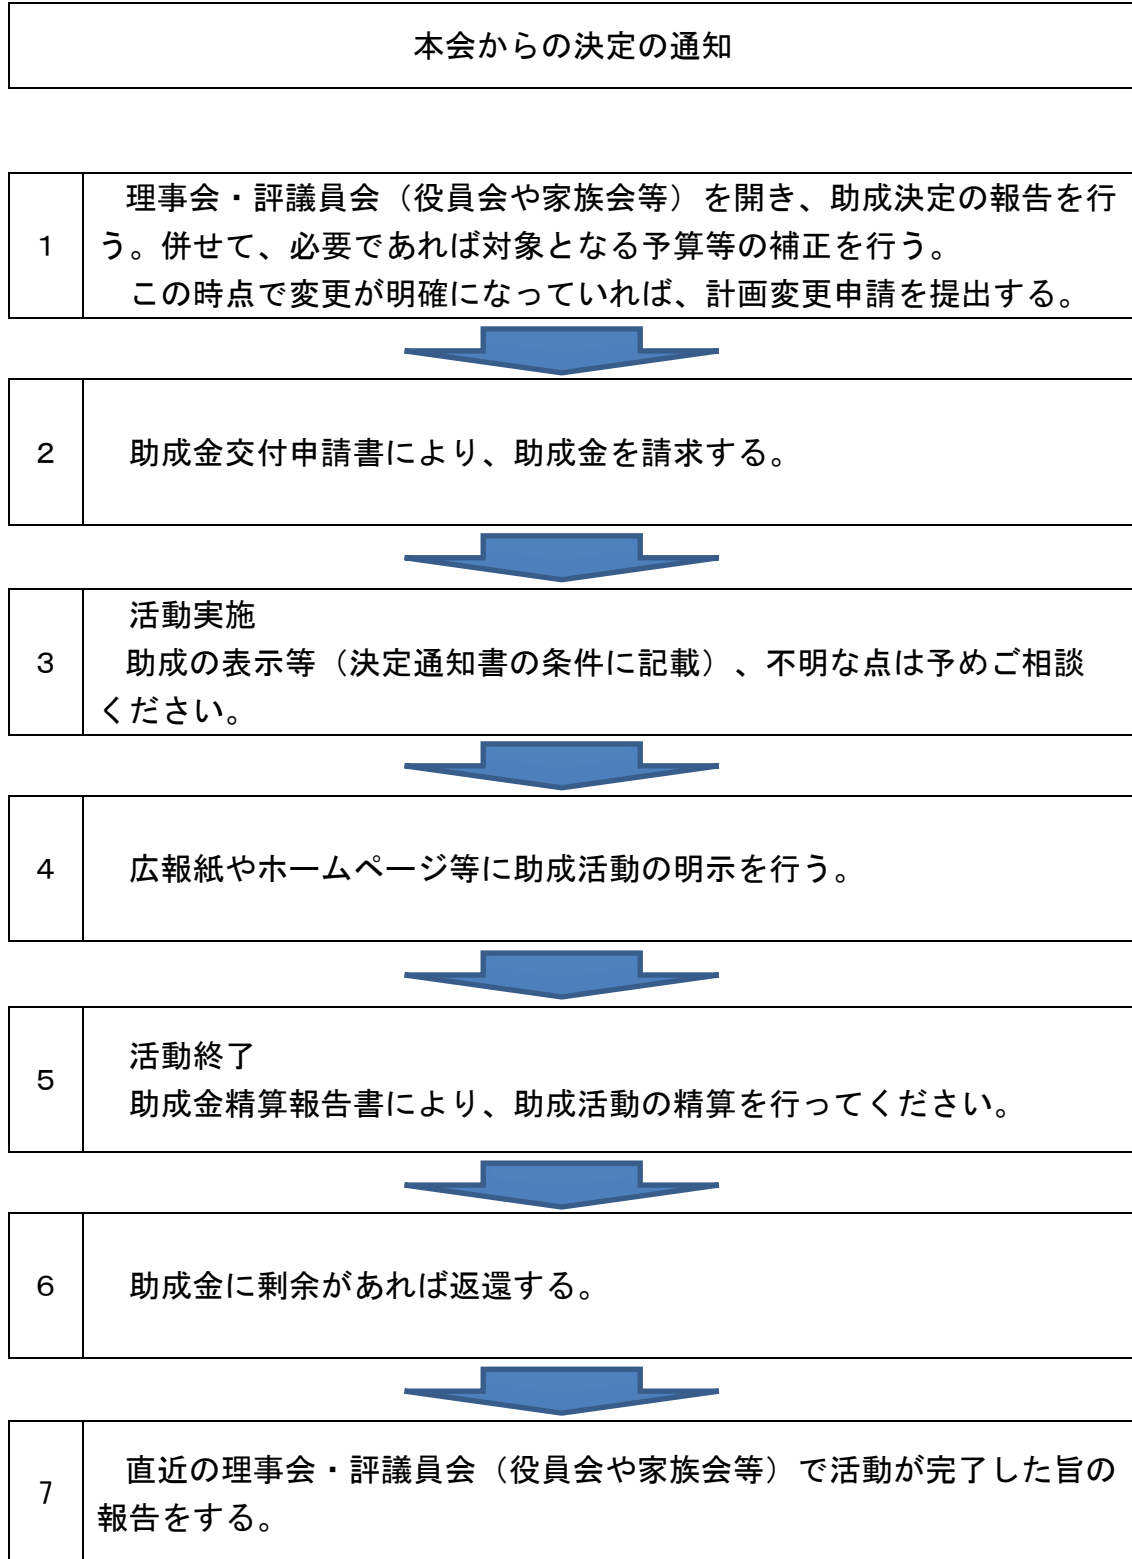 本会からの決定の通知
1
理事会・評議員会（役員会や家族会等）を開き、助成決定の報告を行
う。併せて、必要であれば対象となる予算等の補正を行う。
この時点で変更が明確になっていれば、計画変更申請を提出する。
2
助成金交付申請書により、助成金を請求する。
3
活動実施
助成の表示等（決定通知書の条件に記載）、不明な点は予めご相談
ください。
4
広報紙やホームページ等に助成活動の明示を行う。
5
活動終了
助成金精算報告書により、助成活動の精算を行ってください。
6
助成金に剰余があれば返還する。
7
直近の理事会・評議員会（役員会や家族会等）で活動が完了した旨の
報告をする。